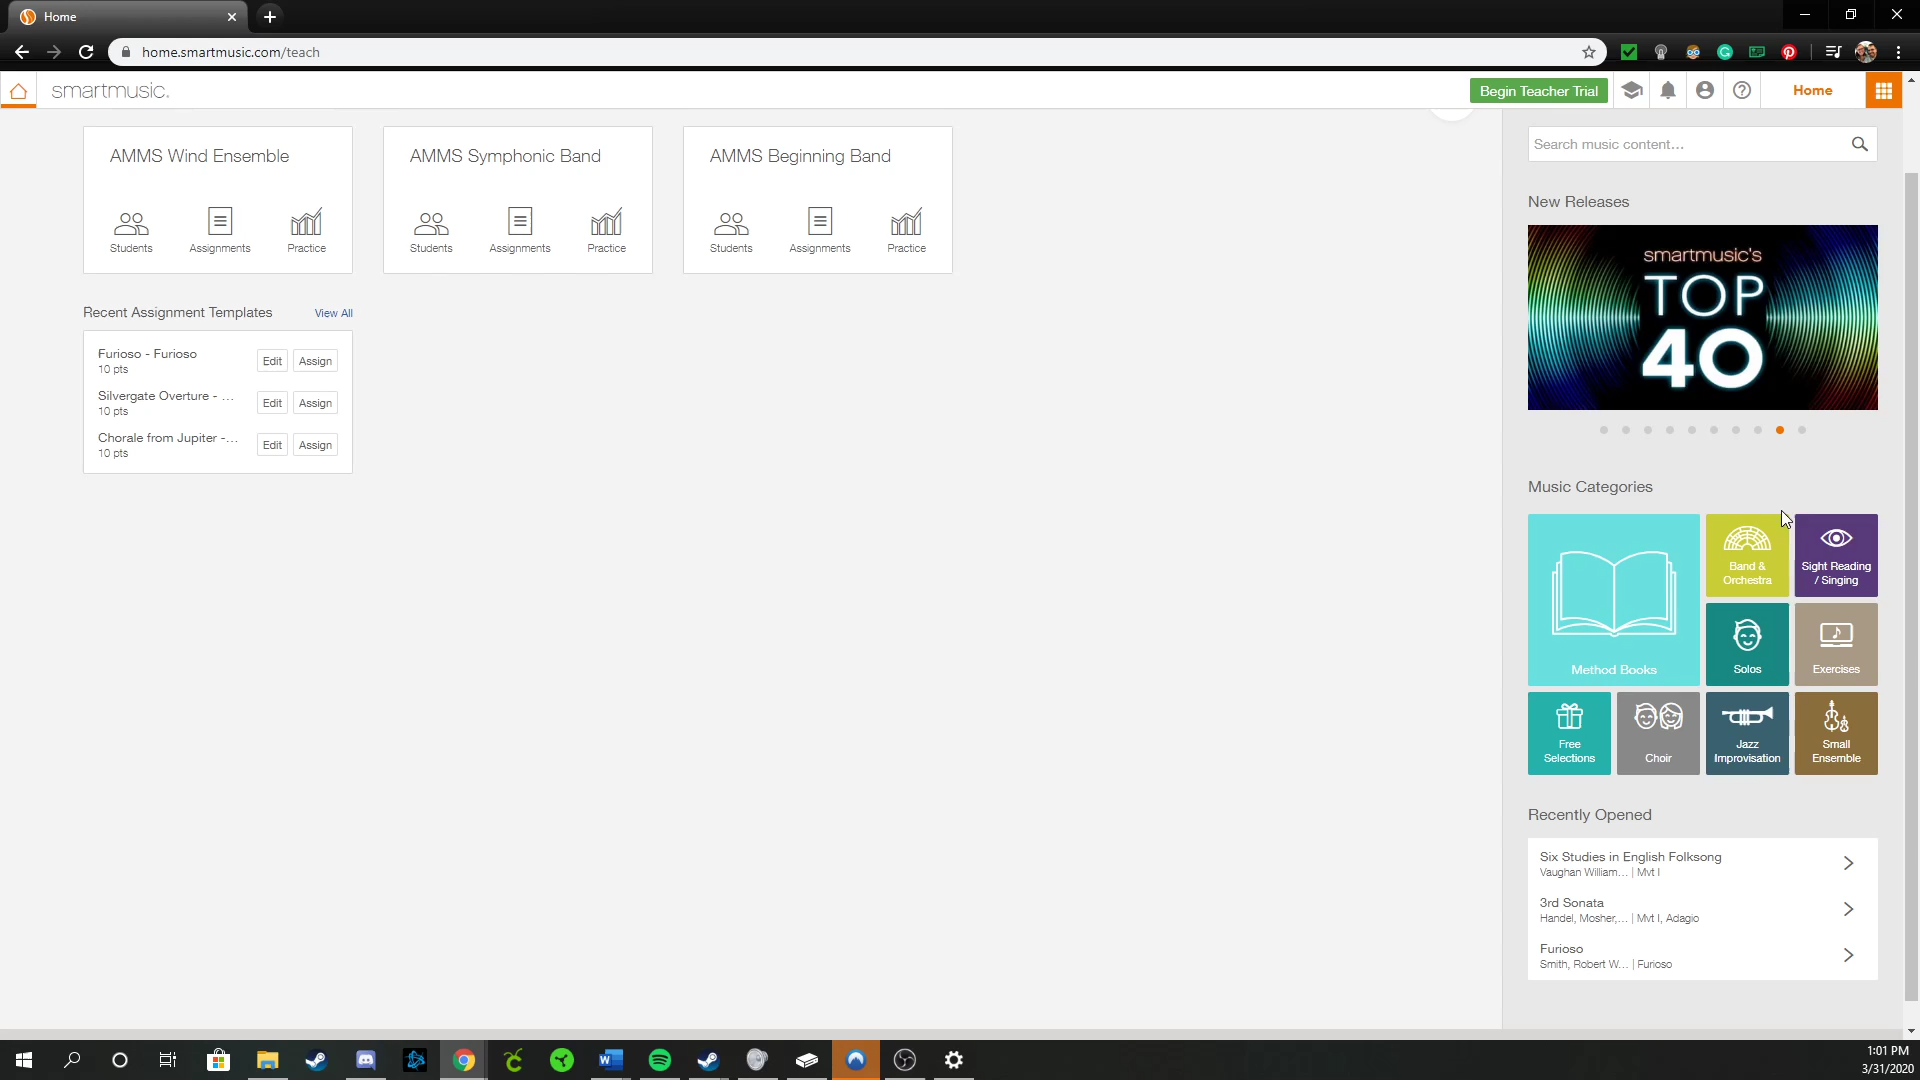 Home
home.smartmusic.com/teach
smartmusic.
Begin Teacher Trial
Home
AMMS Wind Ensemble
Students
Assignments
Practice
AMMS Symphonic Band
Students
Assignments
Practice
AMMS Beginning Band
Students
Assignments
Practice
Recent Assignment Templates
View All
Furioso - Furioso
10 pts
Edit
Assign
Silvergate Overture - ...
10 pts
Edit
Assign
Chorale from Jupiter -...
10 pts
Edit
Assign
Search music content...
New Releases
smartmusic's
TOP
40
Music Categories
Method Books
Band &
Orchestra
Sight Reading
/ Singing
Solos
Exercises
Free
Selections
Choir
Jazz
Improvisation
Small
Ensemble
Recently Opened
Six Studies in English Folksong
Vaughan William... | Mvt I
3rd Sonata
Handel, Mosher,... | Mvt I, Adagio
Furioso
Smith, Robert W... | Furioso
1:01 PM
3/31/2020